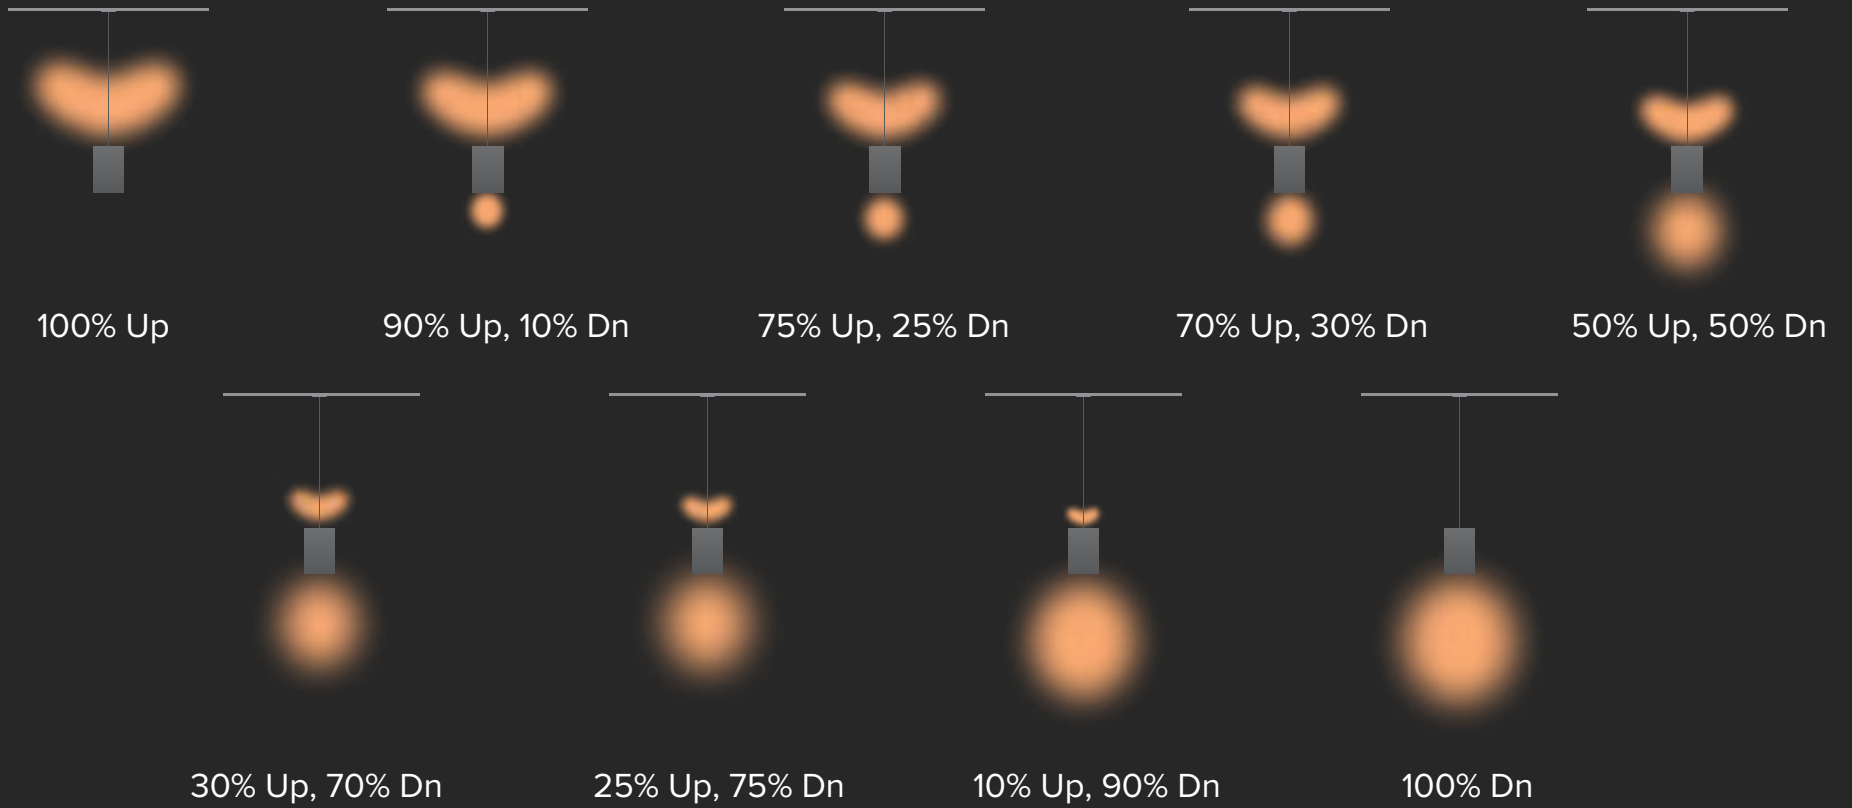 100% Up
90% Up, 10% Dn
75% Up, 25% Dn
70% Up, 30% Dn
50% Up, 50% Dn
30% Up, 70% Dn
25% Up, 75% Dn
10% Up, 90% Dn
100% Dn